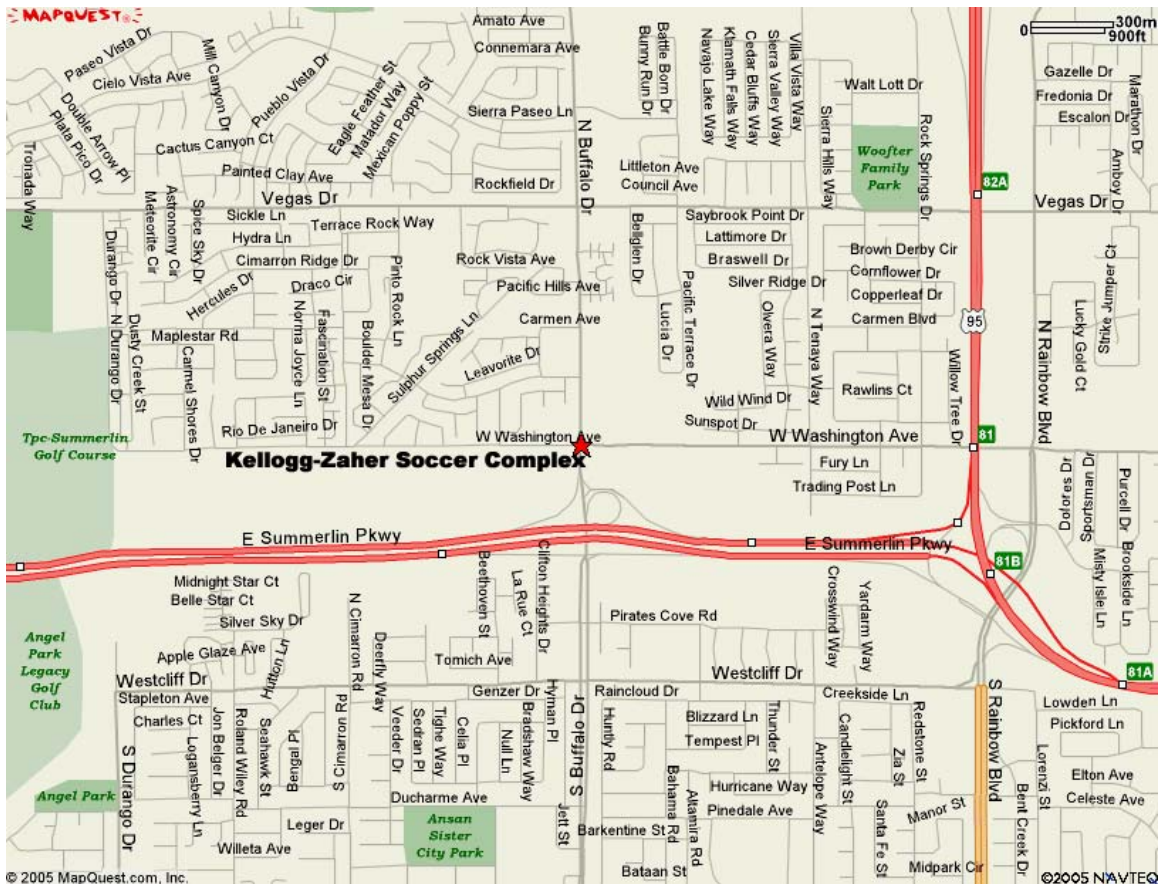 MAPQUEST®
0
300m
900ft
Amato Ave
Connemara Ave
Paseo Vista Dr
Cielo Vista Ave
Mill Canyon Dr
Pueblo Vista Dr
Eagle Feather St
Matador Way
Mexican Poppy St
Sierra Paseo Ln
N Buffalo Dr
Bunny Run Dr
Battle Born Dr
Navajo Lake Way
Klamath Falls Way
Cedar Bluffs Way
Sierra Valley Way
Villa Vista Way
Walt Lott Dr
Sierra Hills Way
Woofter
Family
Park
Rock Springs Dr
Gazelle Dr
Fredonia Dr
Escalon Dr
Marathon Dr
Amboy Dr
Tronada Way
Plata Pico Dr
Double Arrow Pl
Cactus Canyon Ct
Painted Clay Ave
Rockfield Dr
Littleton Ave
Council Ave
82A
Vegas Dr
Vegas Dr
Sickle Ln
Hydra Ln
Terrace Rock Way
Cimarron Ridge Dr
Draco Cir
Hercules Dr
Spice Sky Dr
Astronomy Cir
Meteorite Cir
Durango Dr
N Durango Dr
Dusty Creek St
Maplestar Rd
Carmel Shores Dr
Norma Joyce Ln
Fascination St
Boulder Mesa Dr
Pinto Rock Ln
Sulphur Springs Ln
Rock Vista Ave
Pacific Hills Ave
Carmen Ave
Leavorite Dr
Rio De Janeiro Dr
W Washington Ave
Bellglen Dr
Lucia Dr
Pacific Terrace Dr
Saybrook Point Dr
Lattimore Dr
Braswell Dr
Silver Ridge Dr
Olvera Way
N Tenaya Way
Brown Derby Cir
Cornflower Dr
Copperleaf Dr
Carmen Blvd
95
Rawlins Ct
Willow Tree Dr
Wild Wind Dr
Sunspot Dr
W Washington Ave
81
N Rainbow Blvd
Lucky Gold Ct
Strike Jumper Ct
Tpc-Summerlin
Golf Course
Kellogg-Zaher Soccer Complex
Fury Ln
Trading Post Ln
Dolores Dr
Sportsman Dr
Purcell Dr
E Summerlin Pkwy
E Summerlin Pkwy
81B
Misty Isle Ln
Brookside Ln
Midnight Star Ct
Belle Star Ct
Silver Sky Dr
Apple Glaze Ave
Hutton Ln
N Cimarron Rd
Deerfly Way
Beethoven St
La Rue Ct
Clifton Heights Dr
Tomich Ave
Pirates Cove Rd
Crosswind Way
Yardarm Way
Angel
Park
Legacy
Golf
Club
Westcliff Dr
Westcliff Dr
81A
Stapleton Ave
Charles Ct
Logansberry Ln
Jon Belger Dr
Roland Wiley Rd
Seahawk St
Bengal Pl
S Cimarron Rd
Veeder Dr
Sedran Pl
Tighe Way
Celia Pl
Null Ln
Bradshaw Way
Genzer Dr
Hyman Pl
S Buffalo Dr
Jett St
Raincloud Dr
Huntly Rd
Blizzard Ln
Tempest Pl
Thunder St
Creekside Ln
Antelope Way
Candlelight St
Zia St
Redstone St
S Rainbow Blvd
Lowden Ln
Pickford Ln
Lorenzi St
Elton Ave
Celeste Ave
Bent Creek Dr
Angel Park
S Durango Dr
Leger Dr
Willeta Ave
Ducharme Ave
Ansan
Sister
City Park
Barkentine St
Bataan St
Bahama Rd
Altamira Rd
Hurricane Way
Pinedale Ave
Santa Fe St
Manor St
Midpark Cir
© 2005 MapQuest.com, Inc.
©2005 NAVTEQ